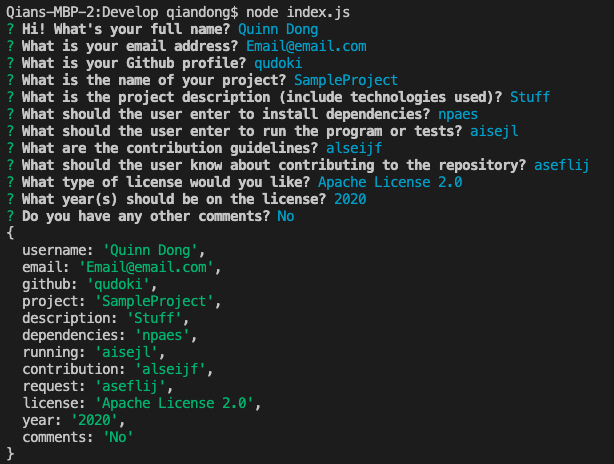 Qians-MBP-2:Develop qiandong$ node index.js
? Hi! What's your full name? Quinn Dong
? What is your email address? Email@email.com
? What is your Github profile? qudoki
? What is the name of your project? SampleProject
? What is the project description (include technologies used)? Stuff
? What should the user enter to install dependencies? npaes
? What should the user enter to run the program or tests? aisejl
? What are the contribution guidelines? alseijf
? What should the user know about contributing to the repository? aseflij
? What type of license would you like? Apache License 2.0
? What year(s) should be on the license? 2020
? Do you have any other comments? No
{
  username: 'Quinn Dong',
  email: 'Email@email.com',
  github: 'qudoki',
  project: 'SampleProject',
  description: 'Stuff',
  dependencies: 'npaes',
  running: 'aisejl',
  contribution: 'alseijf',
  request: 'aseflij',
  license: 'Apache License 2.0',
  year: '2020',
  comments: 'No'
}